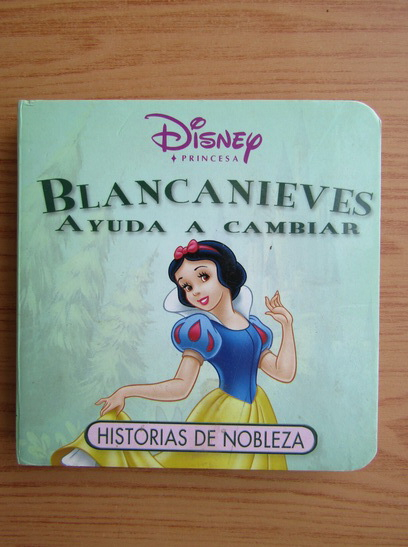 Disney
PRINCESA
BLANCANIEVES
AYUDA A CAMBIAR
HISTORIAS DE NOBLEZA